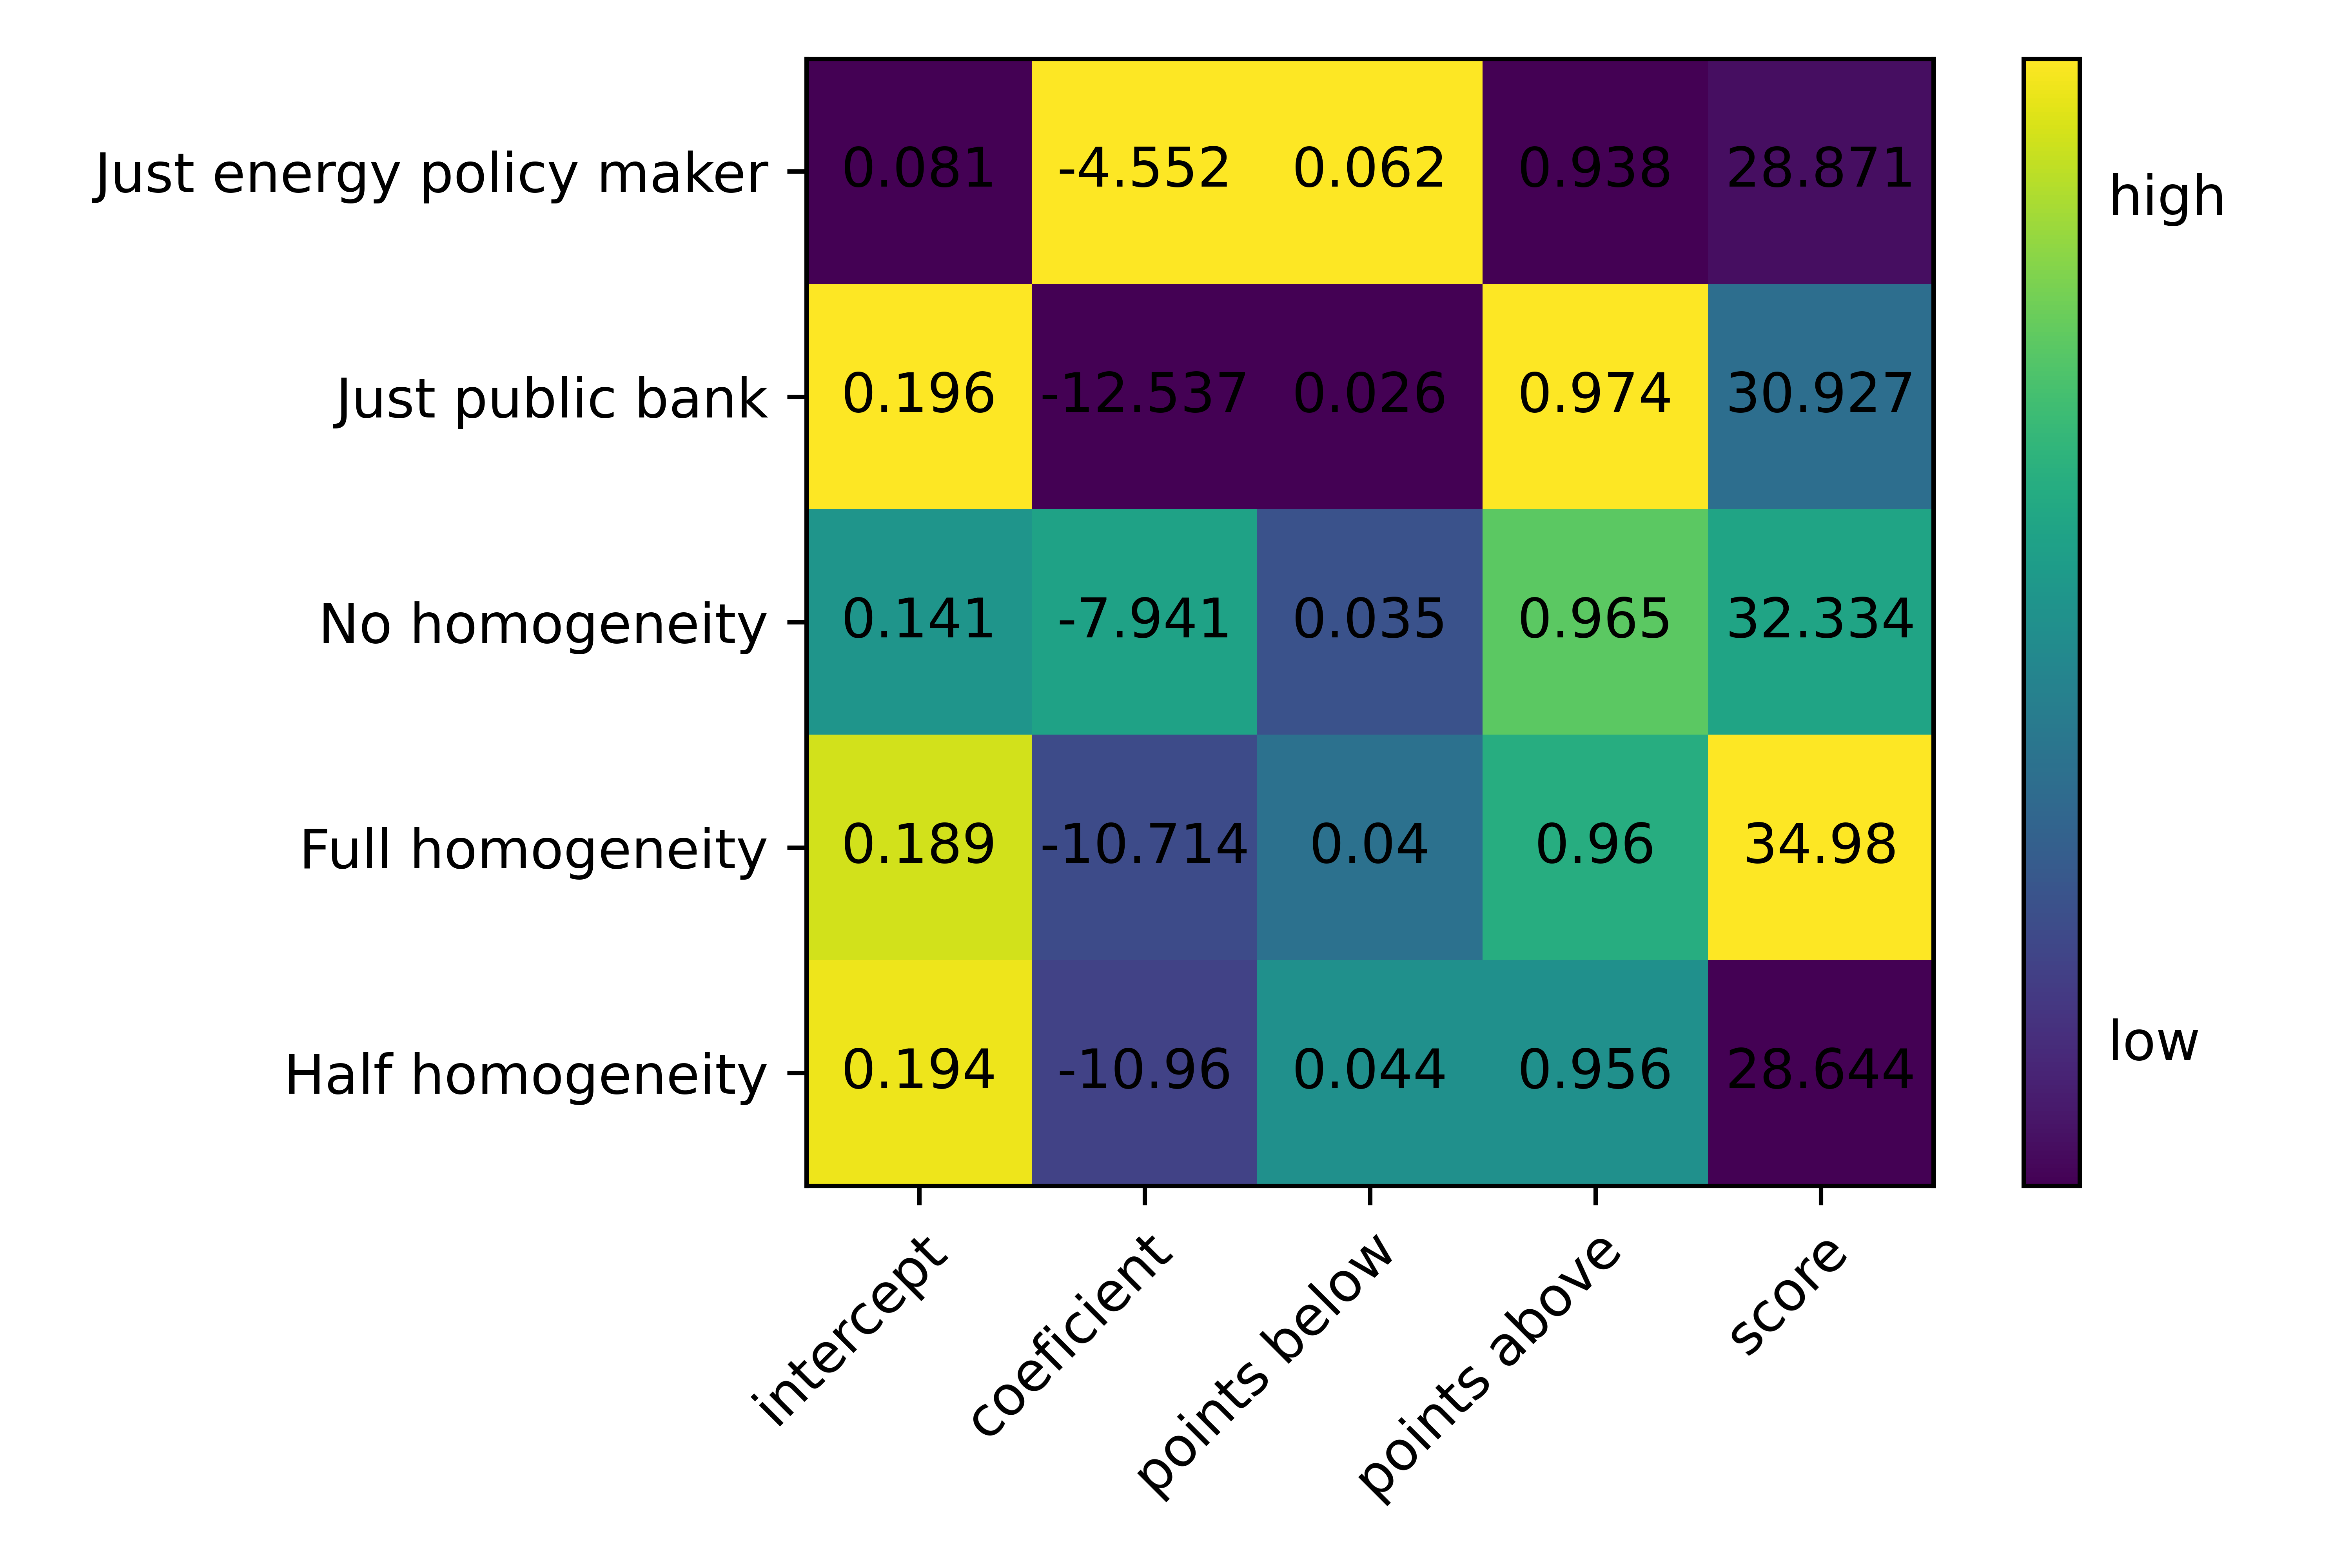 Just energy policy maker 0.081 -4.552 0.062 0.938 28.871
high
Just public bank 0.196 -12.537 0.026 0.974 30.927
No homogeneity 0.141 -7.941 0.035 0.965 32.334
Full homogeneity 0.189 -10.714 0.04 0.96 34.98
Half homogeneity 0.194 -10.96 0.044 0.956 28.644
low
intercept
coeficient
points below
points above
score